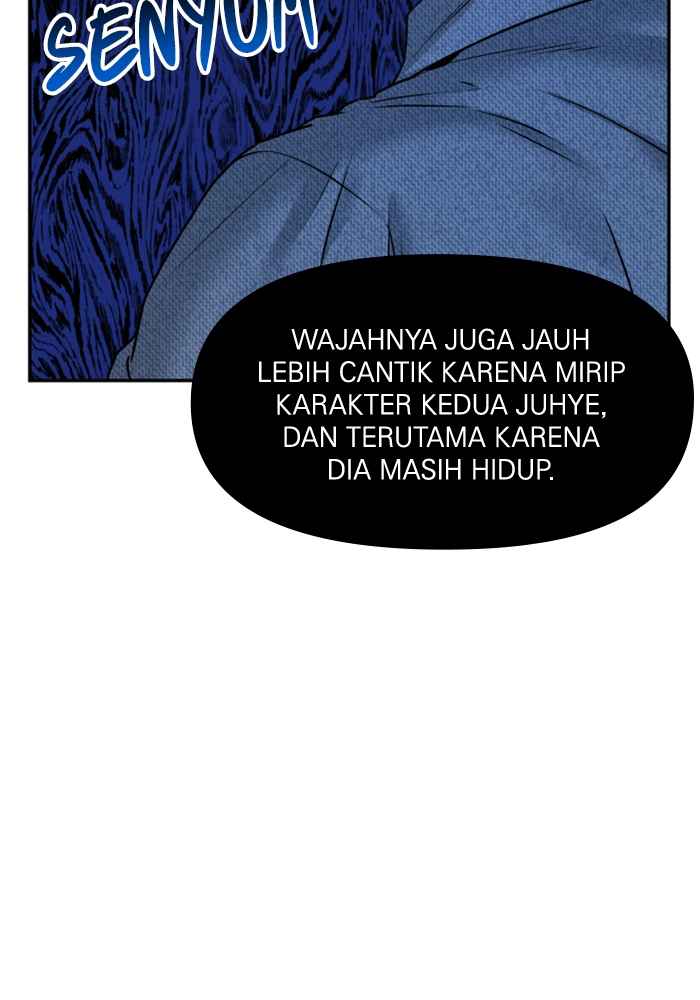 SENYUM
WAJAHNYA JUGA JAUH
LEBIH CANTIK KARENA MIRIP
KARAKTER KEDUA JUHYE,
DAN TERUTAMA KARENA
DIA MASIH HIDUP.